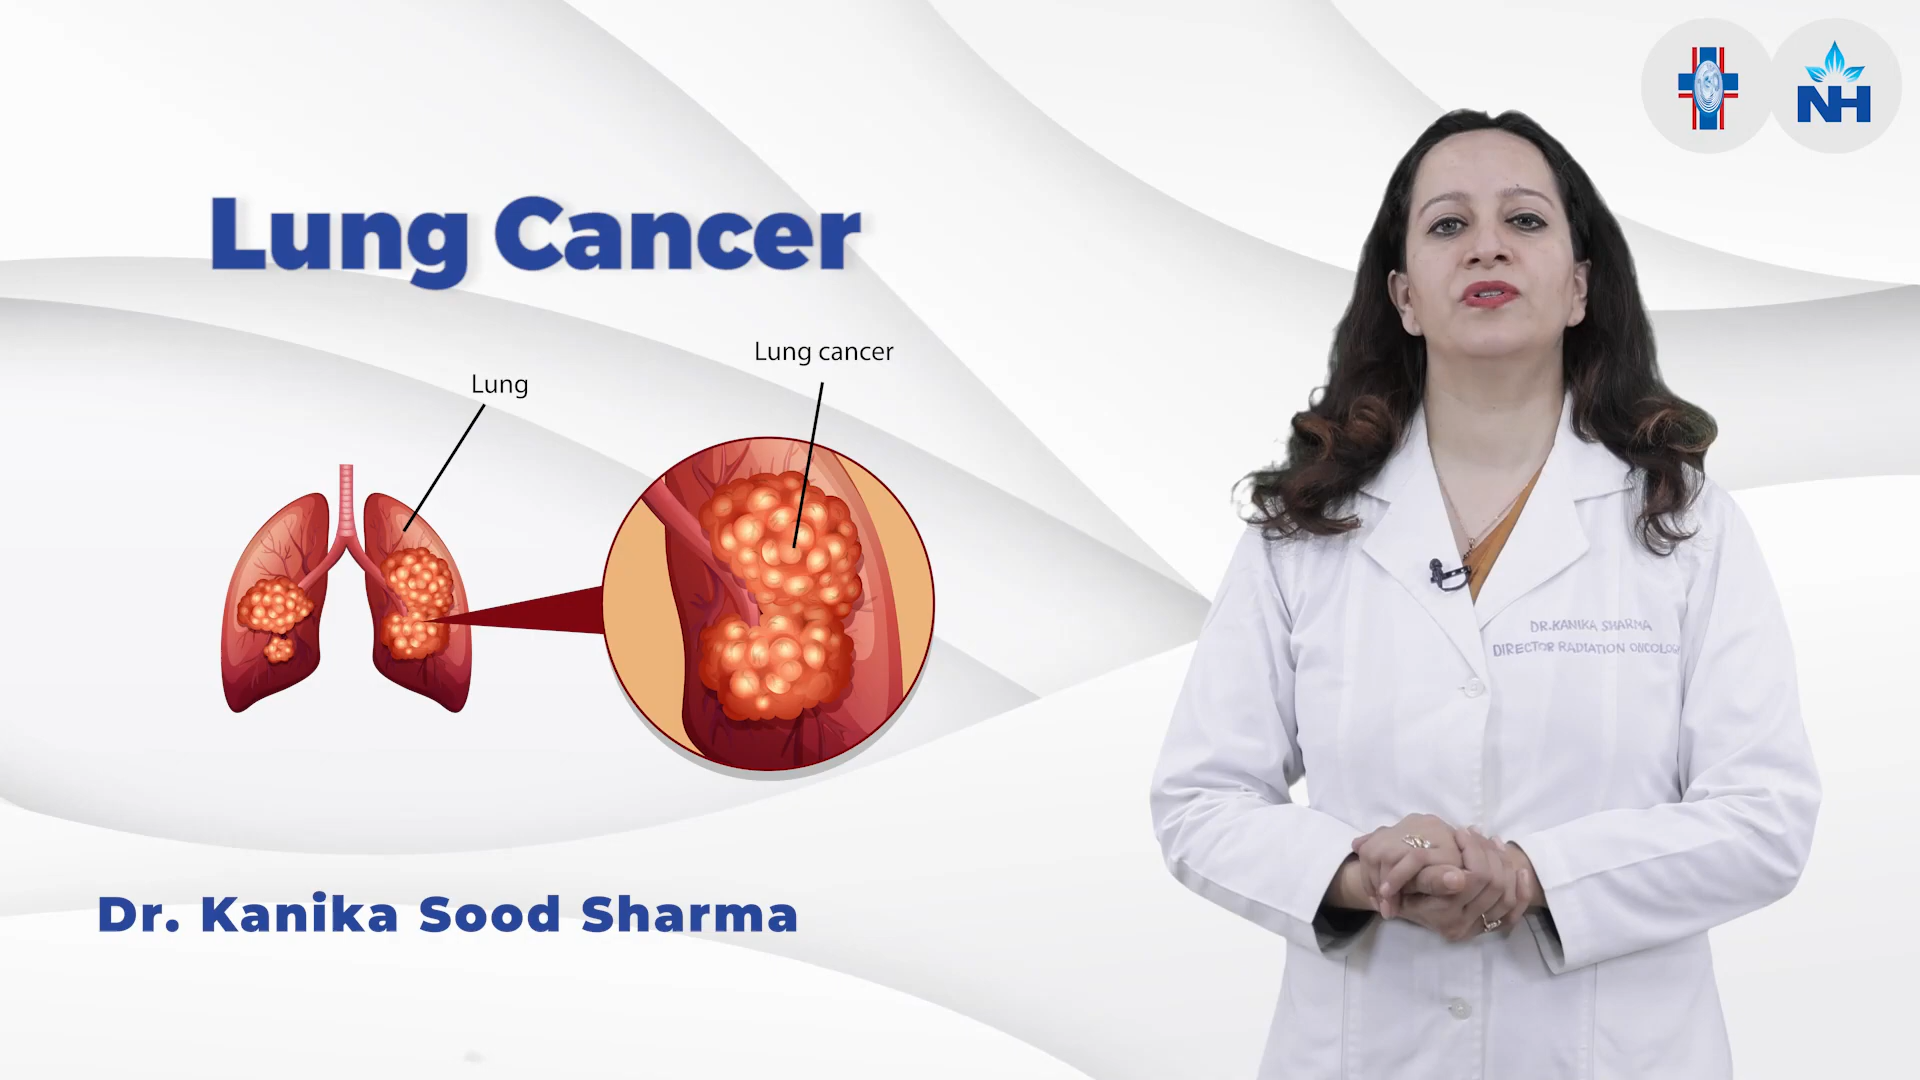 NH
Lung Cancer
Lung cancer
Lung
DR.KANIKA SHARMA
DIRECTOR RADIATION ONCOLOGY
Dr. Kanika Sood Sharma